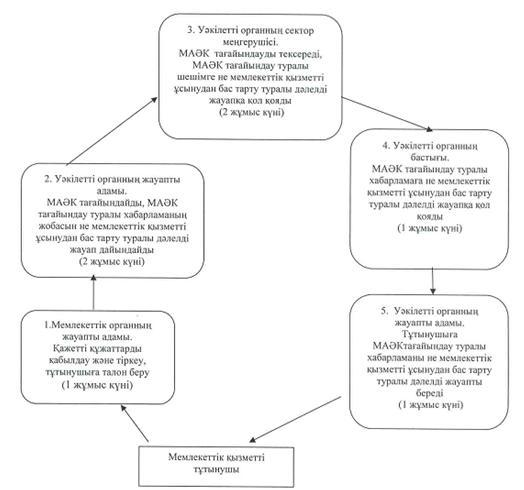 3. Уәкілетті органның сектор
меңгерушісі.
МАӘК тағайындауды тексереді,
МАӘК тағайындау туралы
шешімге не мемлекеттік қызметті
ұсынудан бас тарту туралы дәлелді
жауапқа қол қояды
(2 жұмыс күні)
4. Уәкілетті органның
бастығы.
МАӘК тағайындау туралы
хабарламаға не мемлекеттік
қызметті ұсынудан бас тарту
туралы дәлелді жауапқа қол
қояды
(1 жұмыс күні)
2. Уәкілетті органның жауапты
адамы.
МАӘК тағайындайды, МАӘК
тағайындау туралы хабарламаның
жобасын не мемлекеттік қызметті
ұсынудан бас тарту туралы дәлелді
жауап дайындайды
(2 жұмыс күні)
1.Мемлекеттік органның
жауапты адамы.
Қажетті құжаттарды
қабылдау және тіркеу,
тұтынушыға талон беру
(1 жұмыс күні)
5. Уәкілетті органның
жауапты адамы.
Тұтынушыға
МАӘКтағайындау туралы
хабарламаны не мемлекеттік
қызметті ұсынудан бас тарту
туралы дәлелді жауапты
береді
(1 жұмыс күні)
Мемлекеттік қызметті
тұтынушы